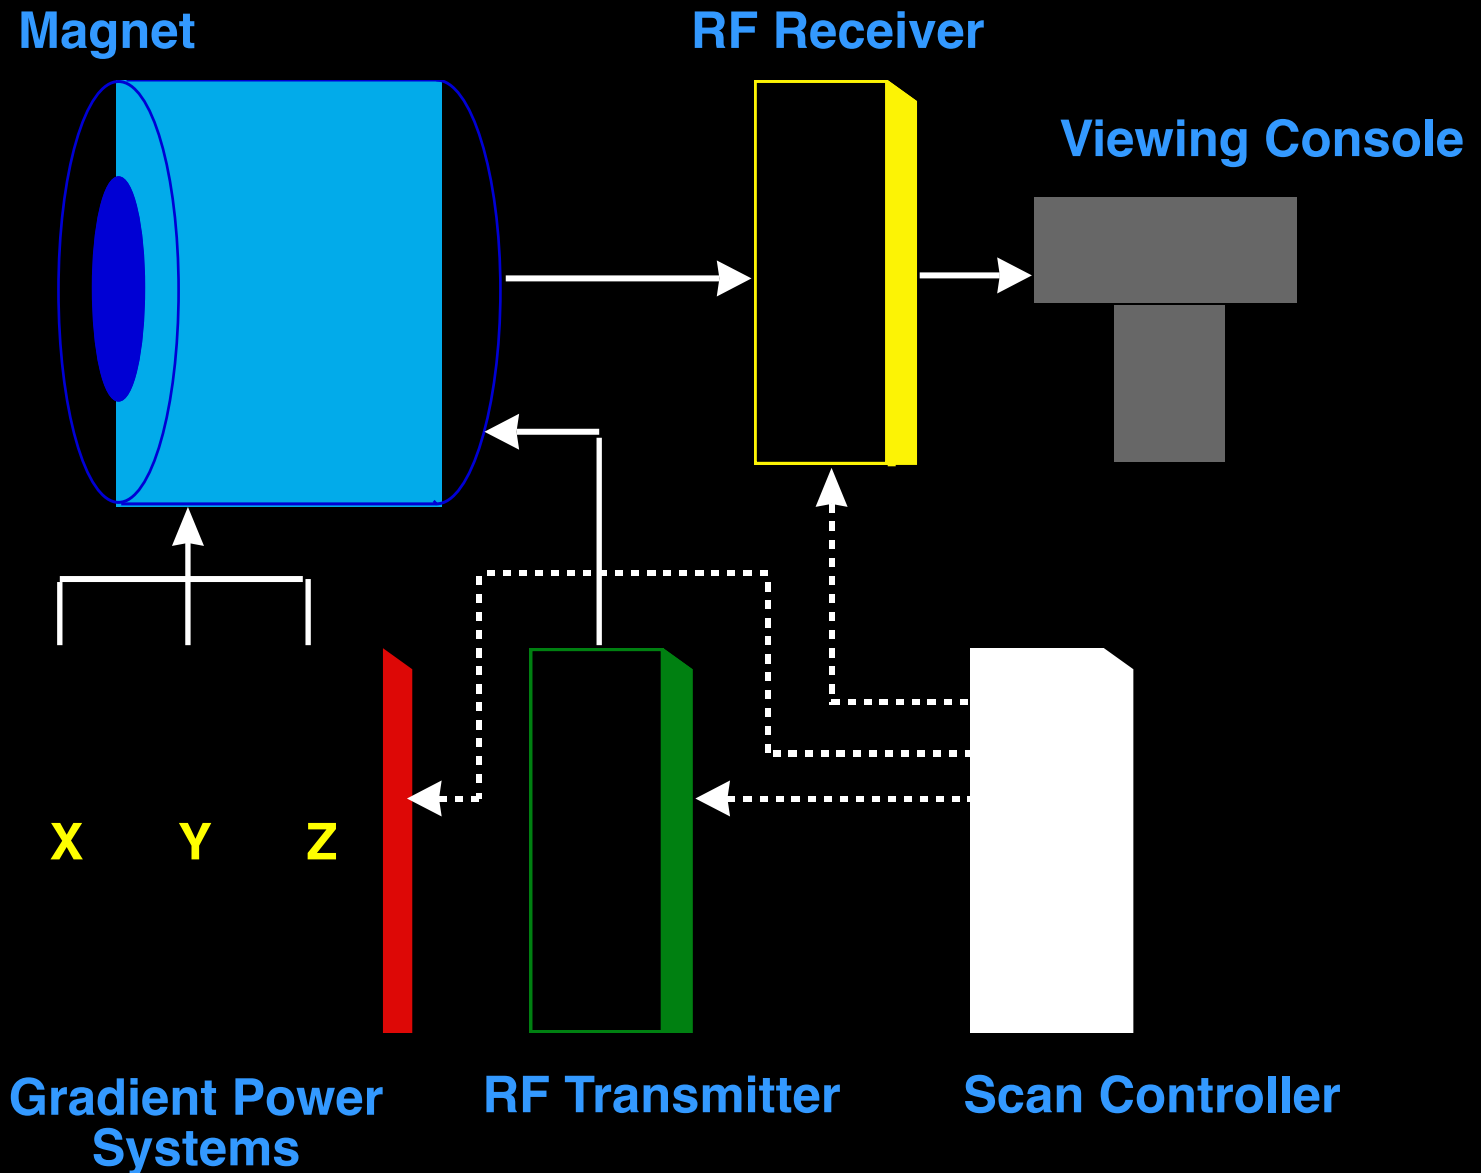 Magnet
RF Receiver
Viewing Console
X Y Z
Gradient Power
Systems
RF Transmitter
Scan Controller